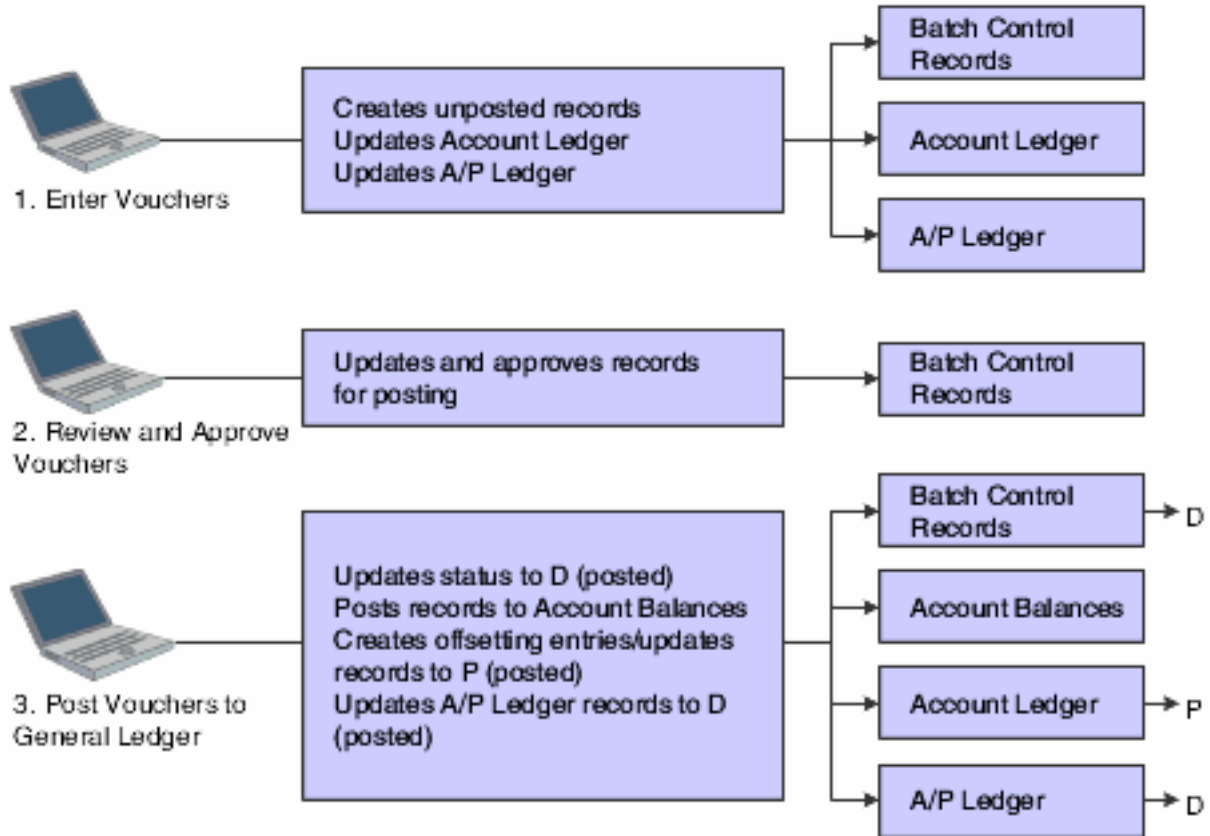 Creates unposted records
Updates Account Ledger
Updates A/P Ledger
1. Enter Vouchers
Batch Control
Records
Account Ledger
A/P Ledger
Updates and approves records
for posting
2. Review and Approve
Vouchers
Batch Control
Records
Updates status to D (posted)
Posts records to Account Balances
Creates offsetting entries/updates
records to P (posted)
Updates A/P Ledger records to D
(posted)
3. Post Vouchers to
General Ledger
Batch Control
Records
D
Account Balances
Account Ledger
P
A/P Ledger
D